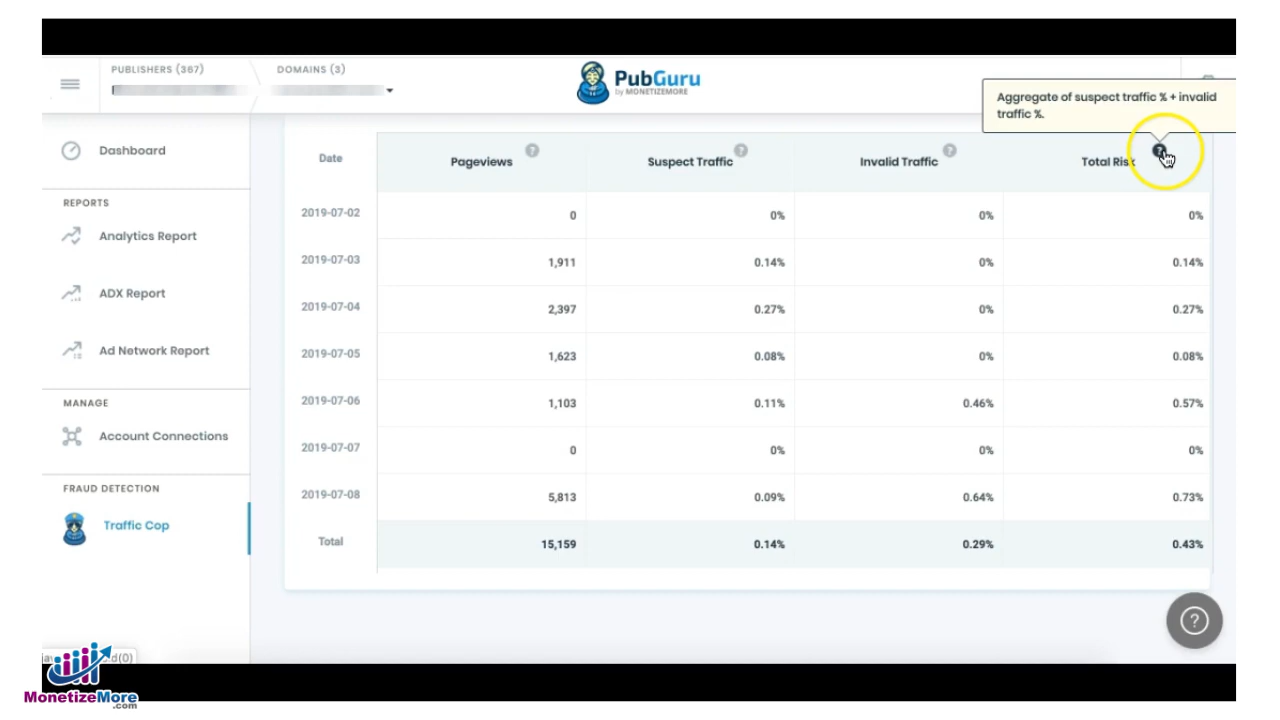 PUBLISHERS (367)
DOMAINS (3)
PubGuru
by MONETIZEMORE
Aggregate of suspect traffic % + invalid
traffic %.
Dashboard
REPORTS
Analytics Report
ADX Report
Ad Network Report
MANAGE
Account Connections
FRAUD DETECTION
Traffic Cop
Date Pageviews ? Suspect Traffic ? Invalid Traffic ? Total Risk ?
2019-07-02 0 0% 0% 0%
2019-07-03 1,911 0.14% 0% 0.14%
2019-07-04 2,397 0.27% 0% 0.27%
2019-07-05 1,623 0.08% 0% 0.08%
2019-07-06 1,103 0.11% 0.46% 0.57%
2019-07-07 0 0% 0% 0%
2019-07-08 5,813 0.09% 0.64% 0.73%
Total 15,159 0.14% 0.29% 0.43%
?
MonetizeMore
.com